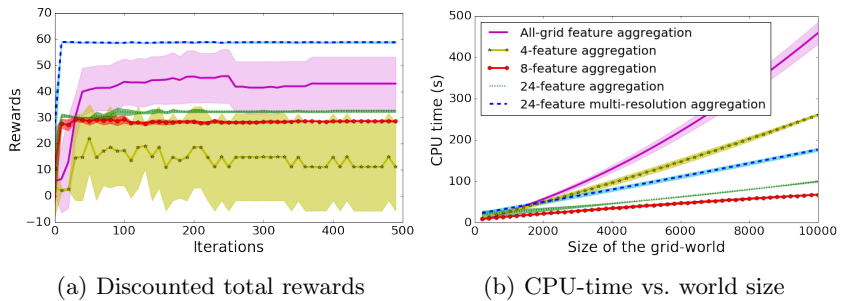 70
60
50
40
30
20
10
0
−10
0
100
200
300
400
500
Rewards
Iterations
(a) Discounted total rewards
500
400
300
200
100
0
0
2000
4000
6000
8000
10000
CPU time (s)
Size of the grid-world
All-grid feature aggregation
4-feature aggregation
8-feature aggregation
24-feature aggregation
24-feature multi-resolution aggregation
(b) CPU-time vs. world size